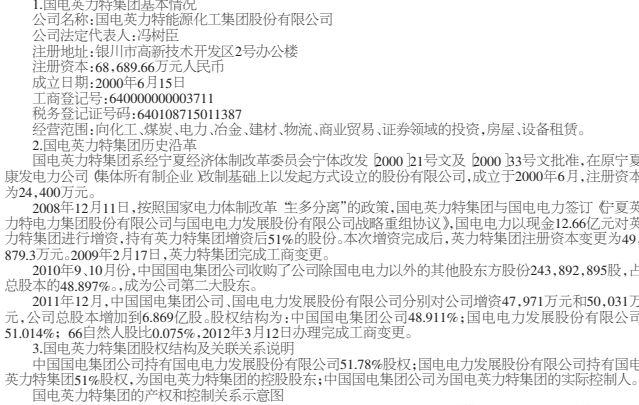 1.国电英力特集团基本情况
公司名称:国电英力特能源化工集团股份有限公司
公司法定代表人:冯树臣
注册地址:银川市高新技术开发区2号办公楼
注册资本:68,689.66万元人民币
成立日期:2000年6月15日
工商登记号:640000000003711
税务登记证号码:640108715011387
经营范围:向化工、煤炭、电力、冶金、建材、物流、商业贸易、证券领域的投资,房屋、设备租赁。
2.国电英力特集团历史沿革
国电英力特集团系经宁夏经济体制改革委员会宁体改发[2000]21号文及[2000]33号文批准,在原宁夏
康发电力公司(集体所有制企业)改制基础上以发起方式设立的股份有限公司,成立于2000年6月,注册资本
为24,400万元。
2008年12月11日,按照国家电力体制改革“主多分离”的政策,国电英力特集团与国电电力签订《宁夏英
力特电力集团股份有限公司与国电电力发展股份有限公司战略重组协议》,国电电力以现金12.66亿元对英
力特集团进行增资,持有英力特集团增资后51%的股份。本次增资完成后,英力特集团注册资本变更为49,
879.3万元。2009年2月17日,英力特集团完成工商变更。
2010年9、10月份,中国国电集团公司收购了公司除国电电力以外的其他股东方股份243,892,895股,占
总股本的48.897%。,成为公司第二大股东。
2011年12月,中国国电集团公司、国电电力发展股份有限公司分别对公司增资47,971万元和50,031万
元,公司总股本增加到6.869亿股。股权结构为:中国国电集团公司48.911%;国电电力发展股份有限公司
51.014%; 66自然人股比0.075%,2012年3月12日办理完成工商变更。
3.国电英力特集团股权结构及关联关系说明
中国国电集团公司持有国电电力发展股份有限公司51.78%股权;国电电力发展股份有限公司持有国电
英力特集团51%股权,为国电英力特集团的控股股东;中国国电集团公司为国电英力特集团的实际控制人。
国电英力特集团的产权和控制关系示意图